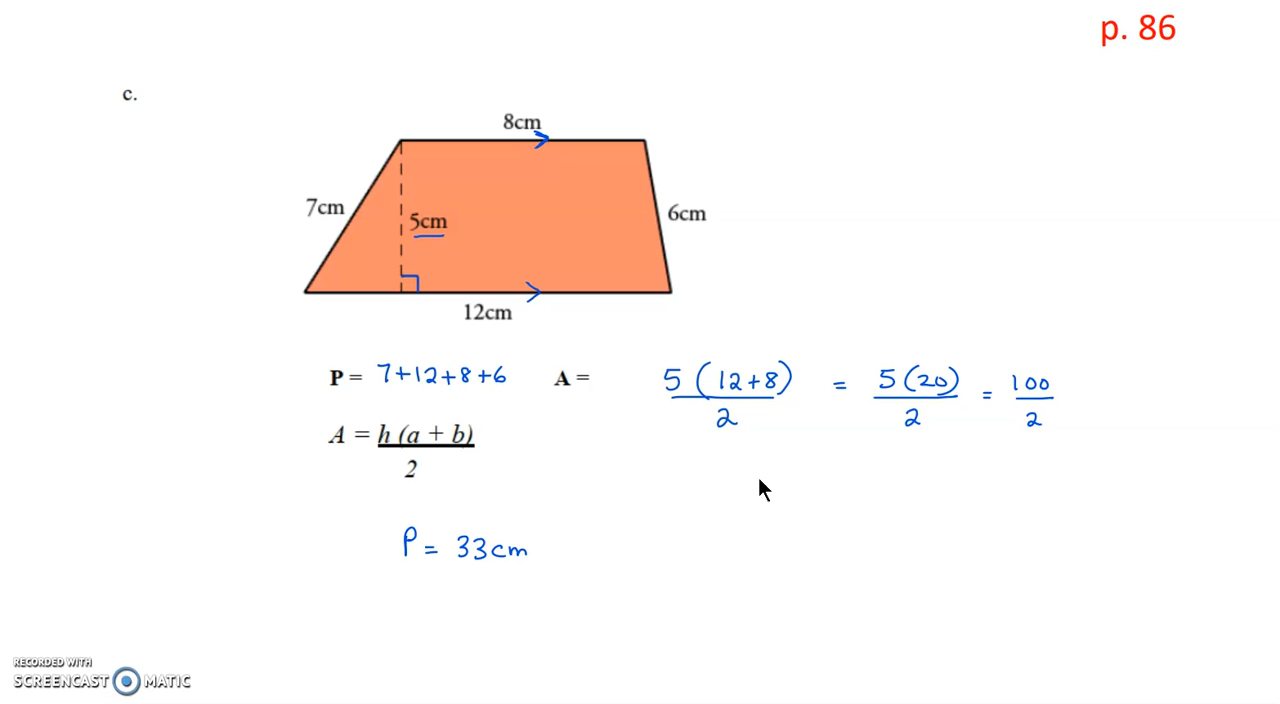 p. 86
c.
8cm
7cm
5cm
6cm
12cm
P = 7+12+8+6
A = 5 (12+8) / 2 = 5 (20) / 2 = 100 / 2
A = h (a + b)
2
P = 33cm
RECORDED WITH
SCREENCAST MATIC